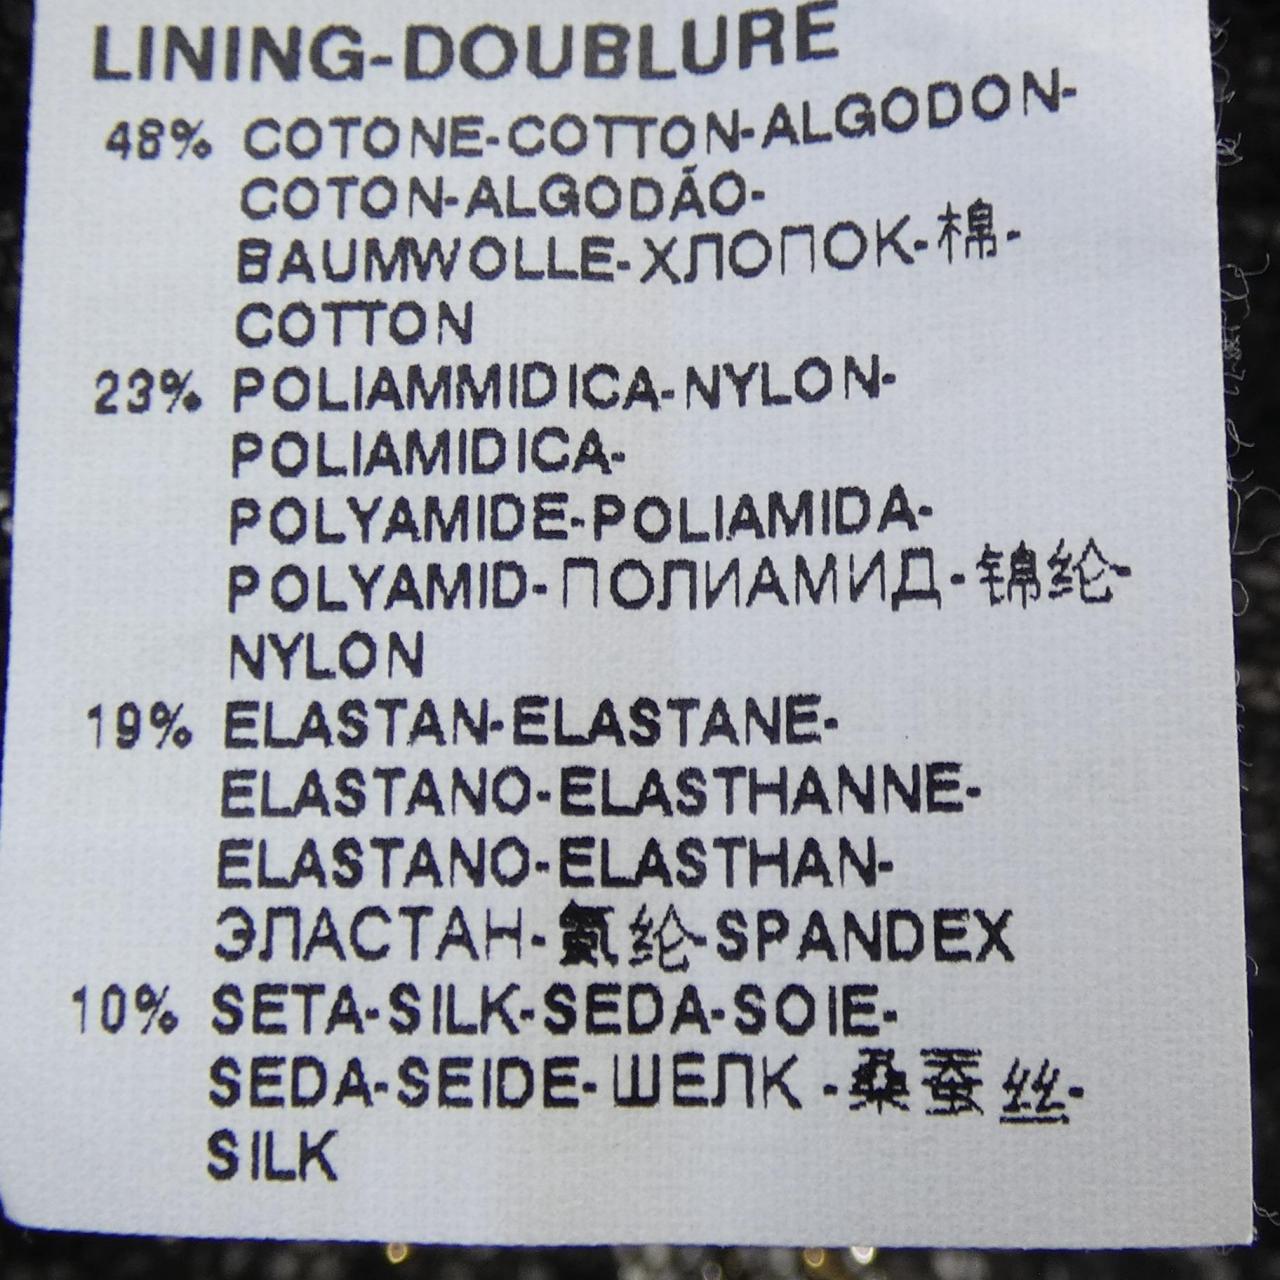 LINING-DOUBLURE
48% COTONE-COTTON-ALGODON-
COTON-ALGODÃO-
BAUMWOLLE-ХЛОПОК-棉-
COTTON
23% POLIAMMIDICA-NYLON-
POLIAMIDICA-
POLYAMIDE-POLIAMIDA-
POLYAMID-ПОЛИАМИД-锦纶-
NYLON
19% ELASTAN-ELASTANE-
ELASTANO-ELASTHANNE-
ELASTANO-ELASTHAN-
ЭЛАСТАН-氨纶-SPANDEX
10% SETA-SILK-SEDA-SOIE-
SEDA-SEIDE-ШЕЛК-桑蚕丝-
SILK